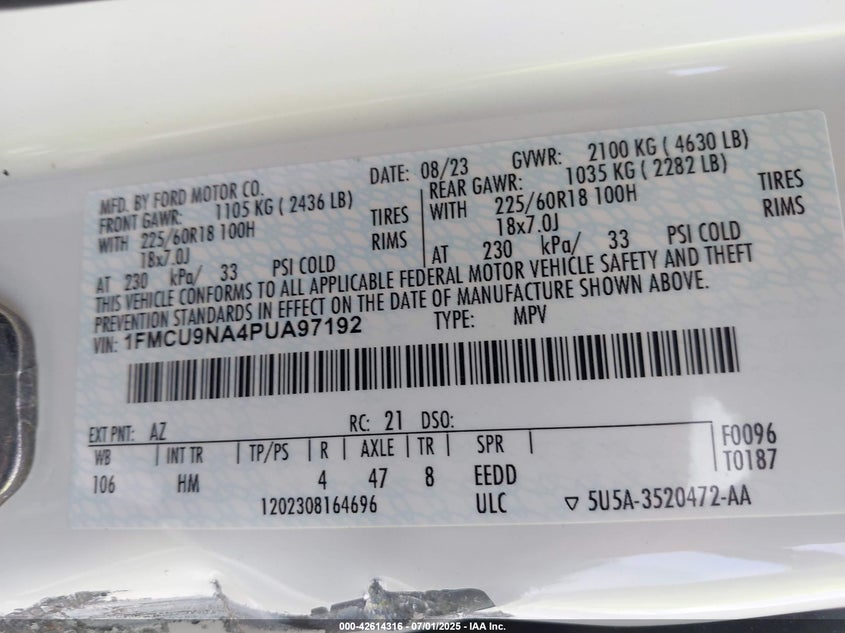 MFD. BY FORD MOTOR CO.
DATE: 08/23 GVWR: 2100 KG ( 4630 LB)
FRONT GAWR: 1105 KG ( 2436 LB)
WITH 225/60R18 100H TIRES
18x7.0J RIMS
AT 230 kPa/ 33 PSI COLD
REAR GAWR: 1035 KG ( 2282 LB)
WITH 225/60R18 100H TIRES
18x7.0J RIMS
AT 230 kPa/ 33 PSI COLD
THIS VEHICLE CONFORMS TO ALL APPLICABLE FEDERAL MOTOR VEHICLE SAFETY AND THEFT
PREVENTION STANDARDS IN EFFECT ON THE DATE OF MANUFACTURE SHOWN ABOVE.
VIN: 1FMCU9NA4PUA97192 TYPE: MPV
EXT PNT: AZ RC: 21 DSO:
WB INT TR TP/PS R AXLE TR SPR
106 HM 4 47 8 EEDD
F0096
T0187
1202308164696 ULC ▽ 5U5A-3520472-AA
000-42614316 - 07/01/2025 - IAA Inc.